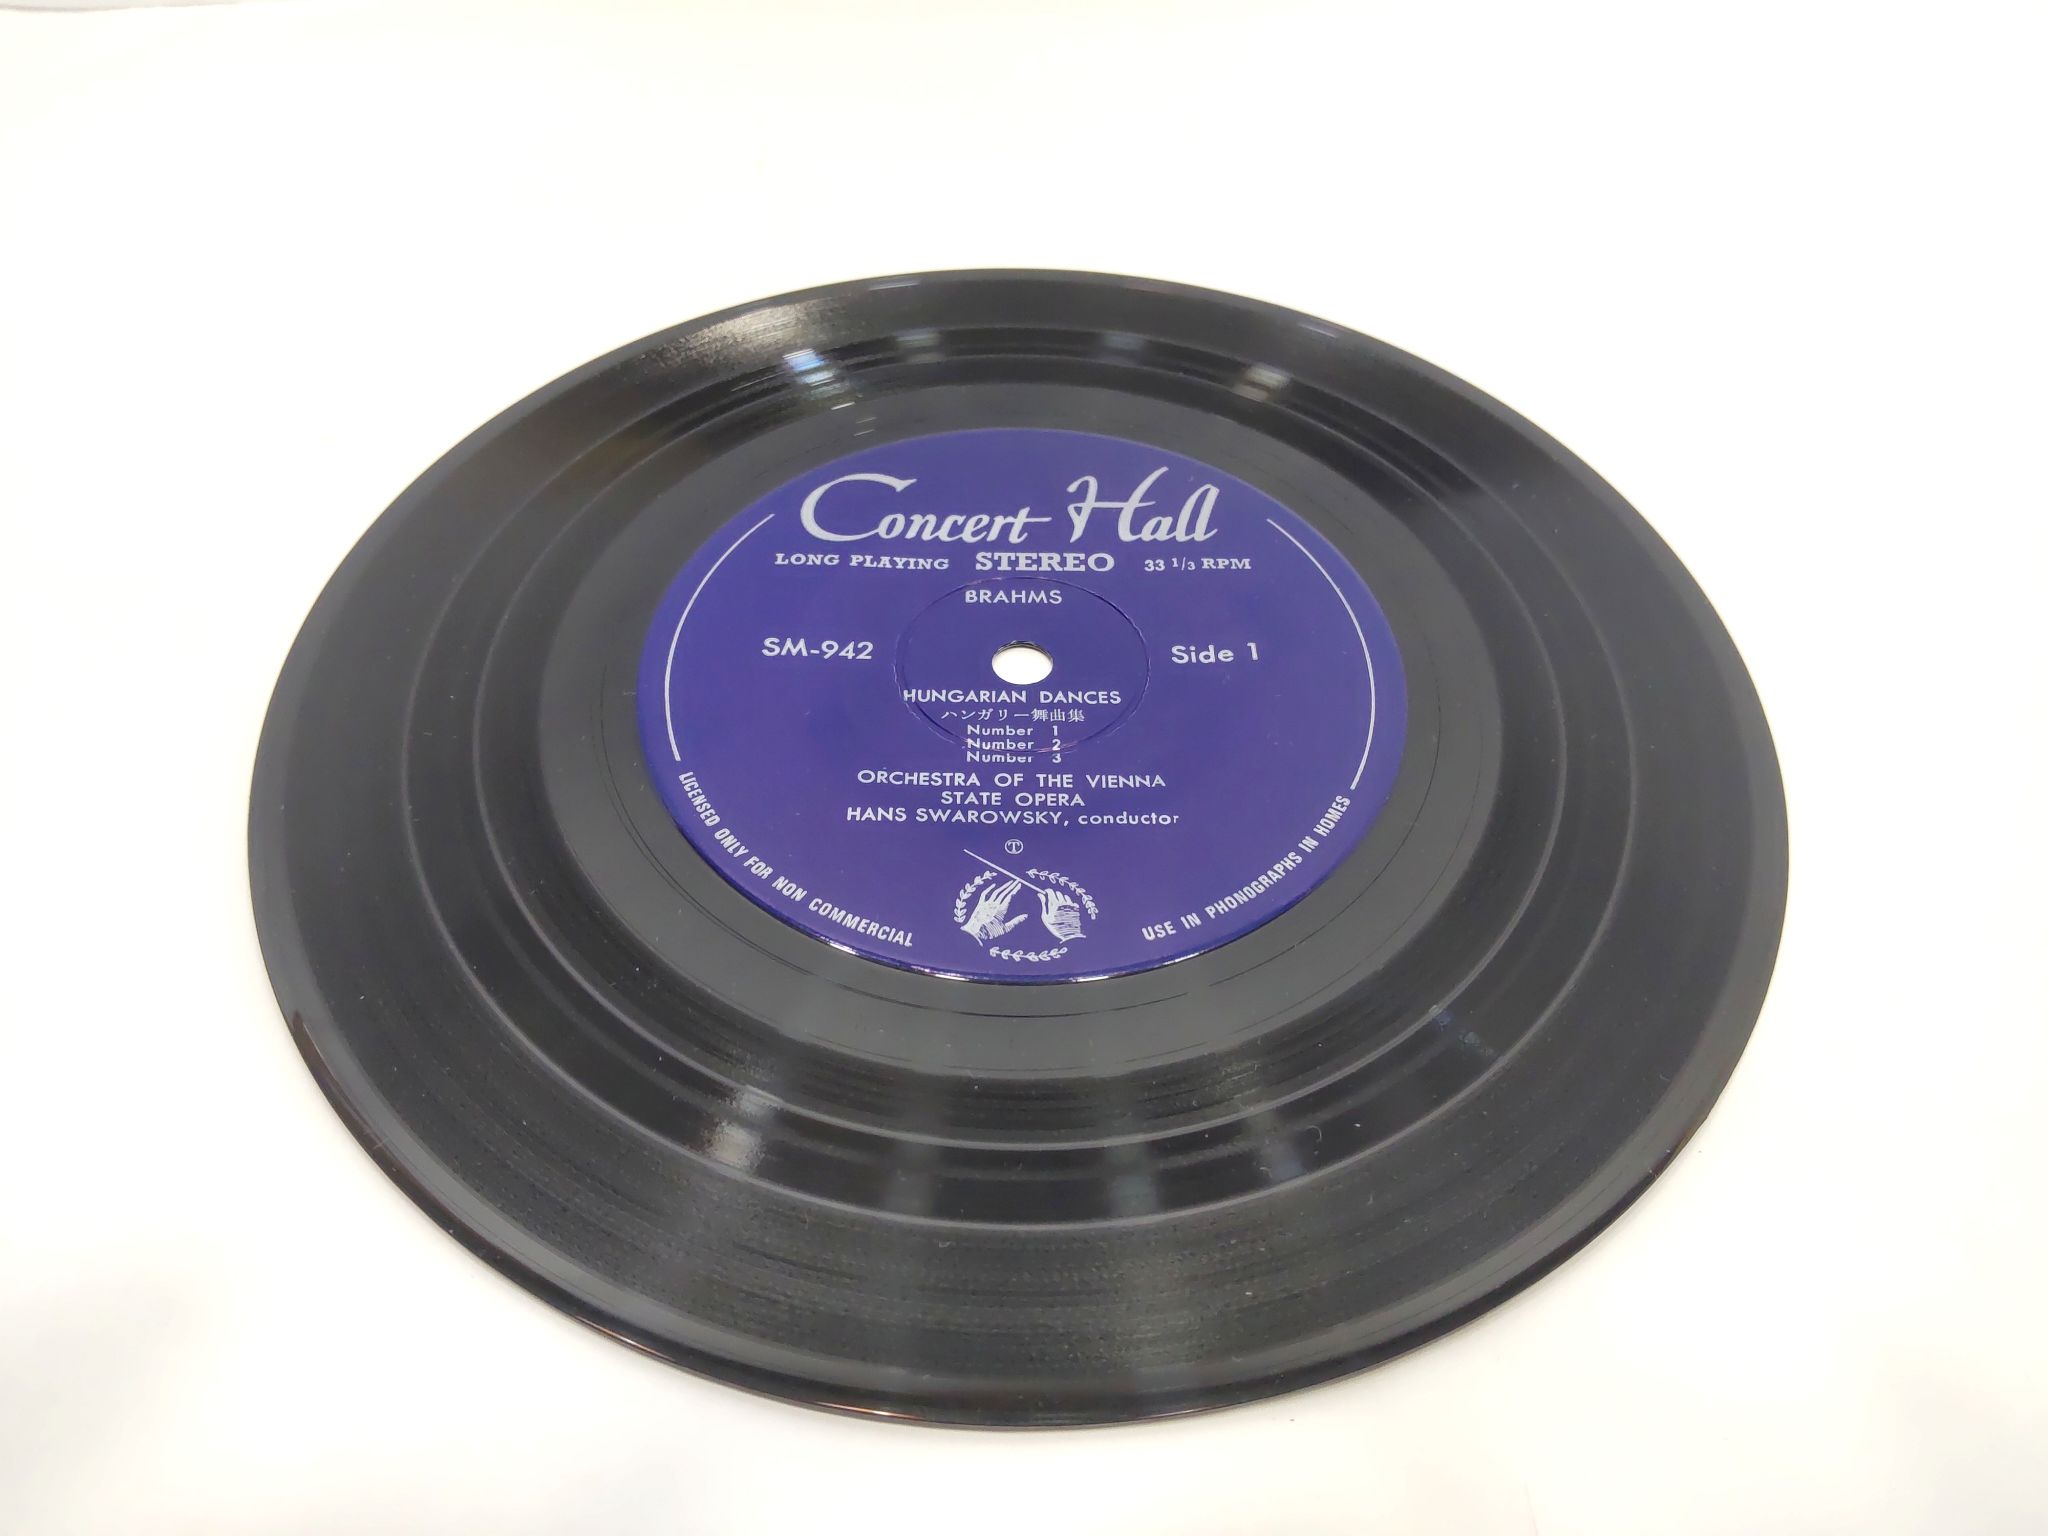 Concert Hall
LONG PLAYING STEREO 33 1/3 RPM
BRAHMS
SM-942 Side 1
HUNGARIAN DANCES
ハンガリー舞曲集
Number 1
Number 2
Number 3
ORCHESTRA OF THE VIENNA
STATE OPERA
HANS SWAROWSKY, conductor
Ⓣ
LICENSED ONLY FOR NON COMMERCIAL USE IN PHONOGRAPHS IN HOMES